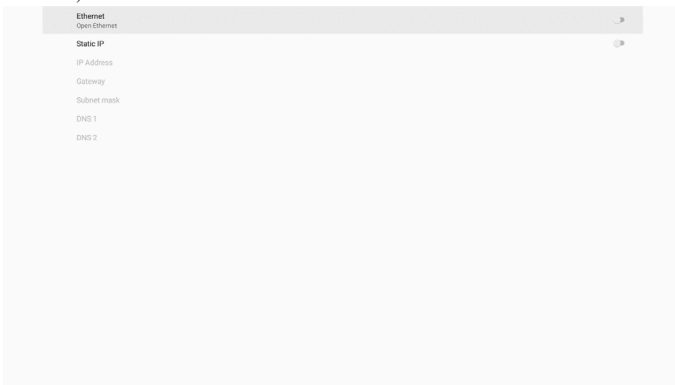 Ethernet
Open Ethernet
Static IP
IP Address
Gateway
Subnet mask
DNS 1
DNS 2